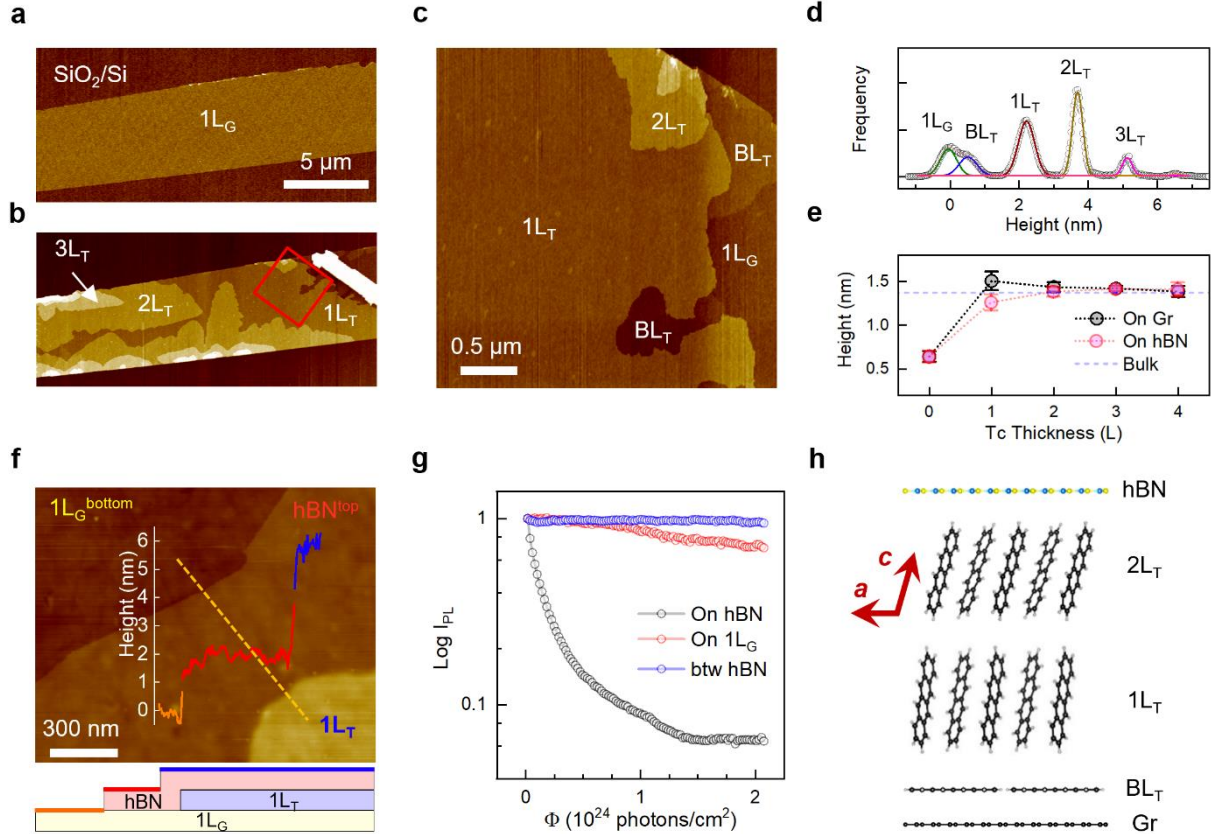 a
SiO2/Si
1LG
5 µm
b
3LT
2LT
1LT
c
2LT
BLT
1LT
1LG
BLT
0.5 µm
d
Frequency
1LG
BLT
1LT
2LT
3LT
0 2 4 6
Height (nm)
e
Height (nm)
1.5
1.0
0.5
On Gr
On hBN
Bulk
0 1 2 3 4
Tc Thickness (L)
f
1LG bottom
hBN top
Height (nm)
6
5
4
3
2
1
0
300 nm
1LT
hBN
1LT
1LG
g
Log IPL
1
0.1
On hBN
On 1LG
btw hBN
0 1 2
Φ (10^24 photons/cm²)
h
hBN
c
a
2LT
1LT
BLT
Gr